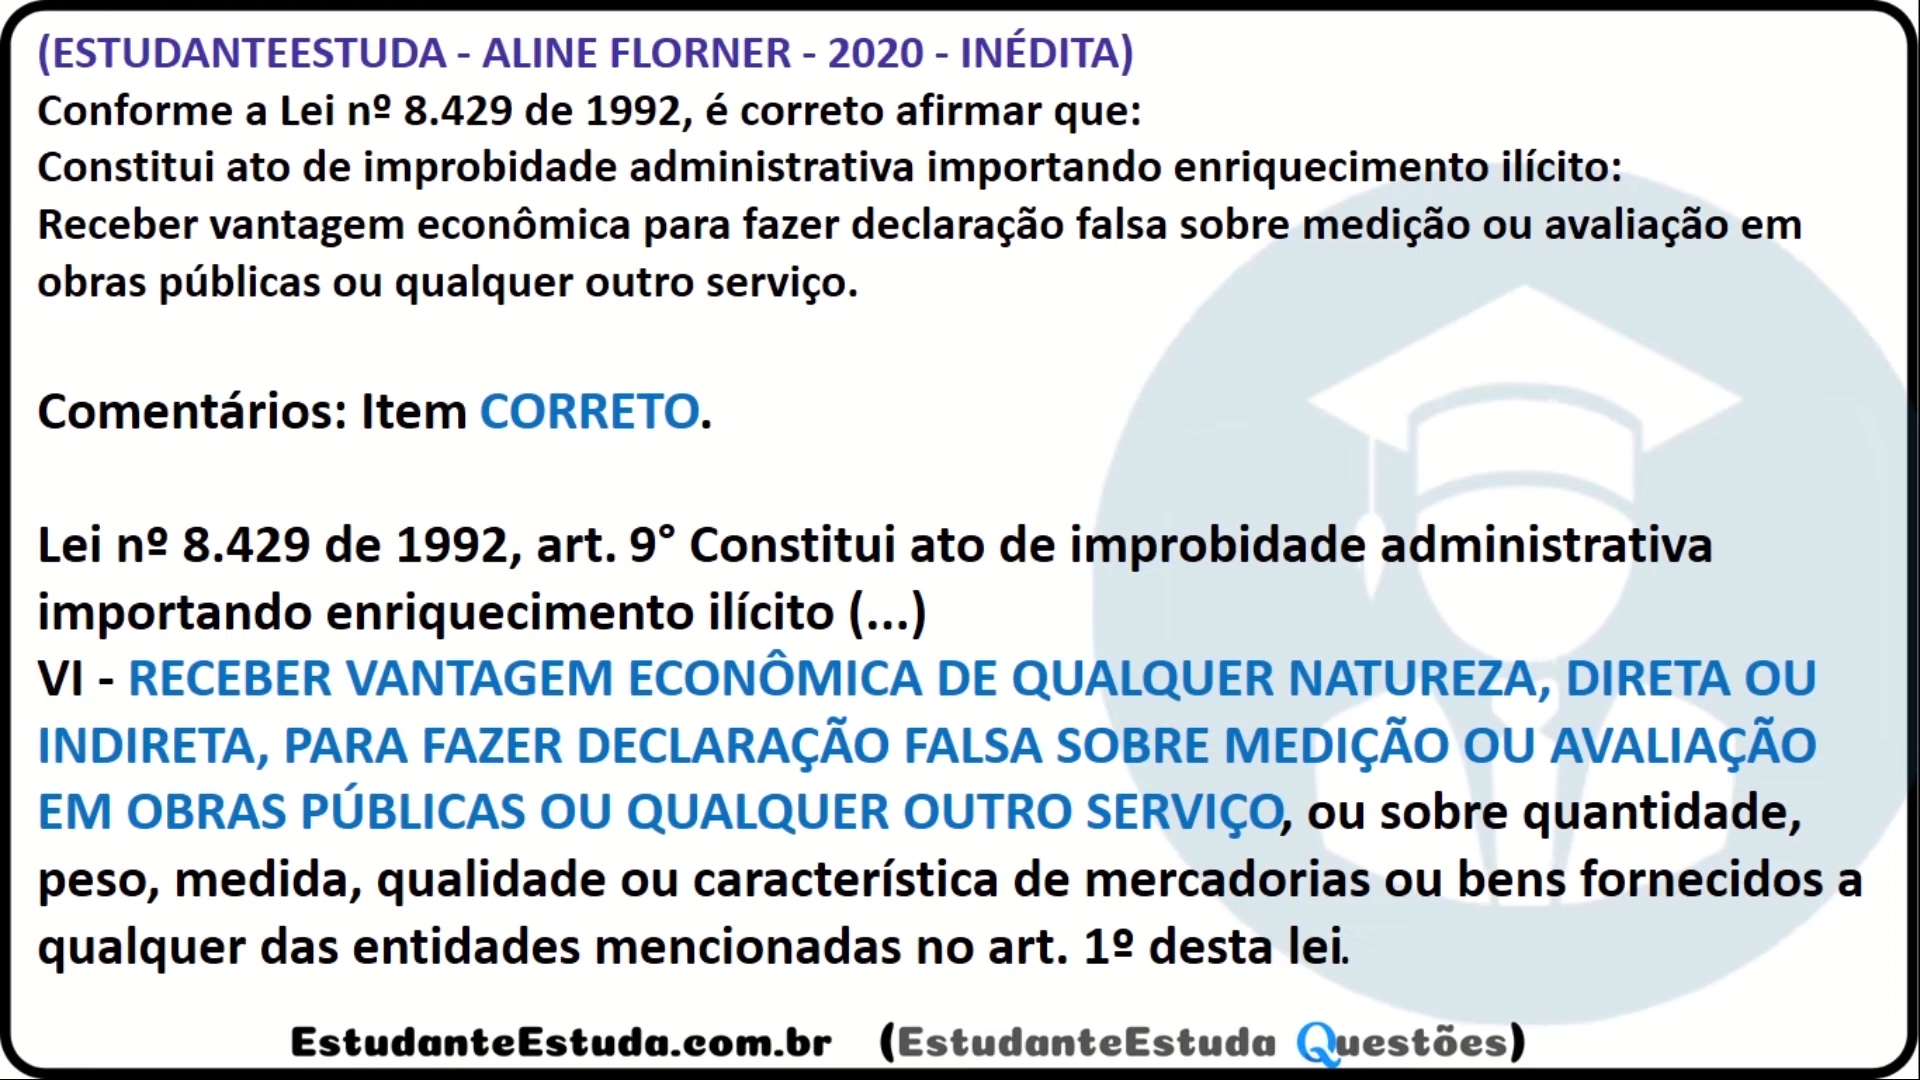 (ESTUDANTEESTUDA - ALINE FLORNER - 2020 - INÉDITA)
Conforme a Lei nº 8.429 de 1992, é correto afirmar que:
Constitui ato de improbidade administrativa importando enriquecimento ilícito:
Receber vantagem econômica para fazer declaração falsa sobre medição ou avaliação em
obras públicas ou qualquer outro serviço.
Comentários: Item CORRETO.
Lei nº 8.429 de 1992, art. 9° Constitui ato de improbidade administrativa
importando enriquecimento ilícito (...)
VI - RECEBER VANTAGEM ECONÔMICA DE QUALQUER NATUREZA, DIRETA OU
INDIRETA, PARA FAZER DECLARAÇÃO FALSA SOBRE MEDIÇÃO OU AVALIAÇÃO
EM OBRAS PÚBLICAS OU QUALQUER OUTRO SERVIÇO, ou sobre quantidade,
peso, medida, qualidade ou característica de mercadorias ou bens fornecidos a
qualquer das entidades mencionadas no art. 1º desta lei.
EstudanteEstuda.com.br (EstudanteEstuda Questões)